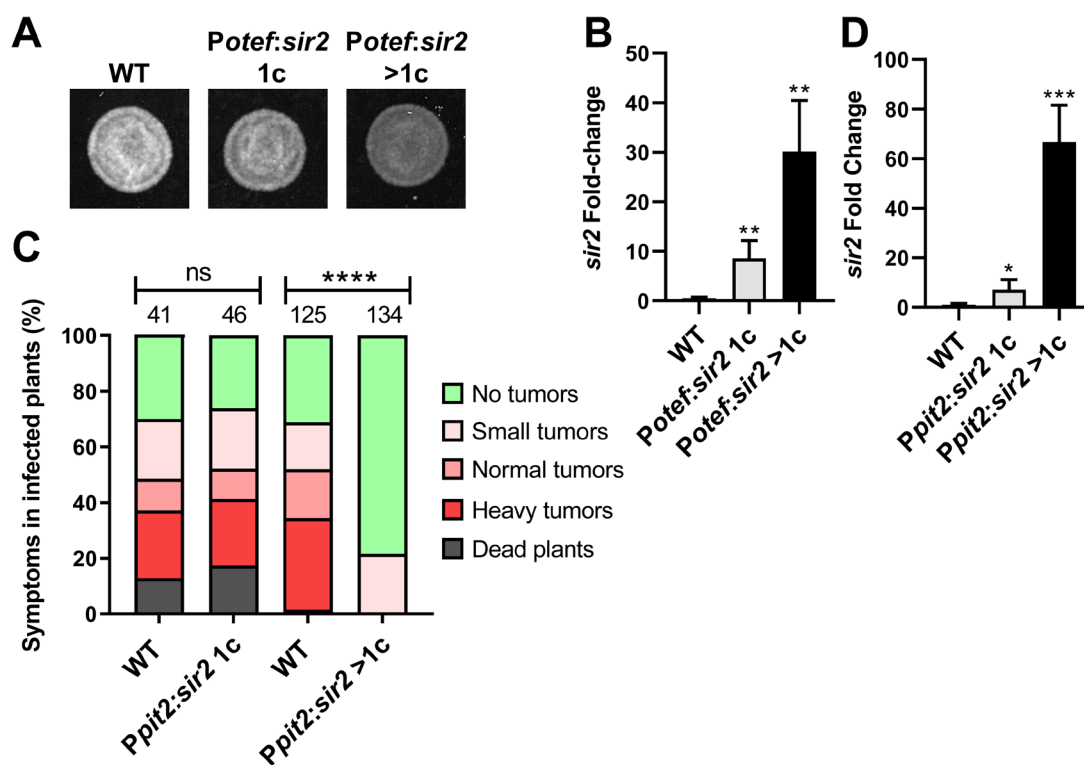 A
Potef:sir2 Potef:sir2
WT 1c >1c
B
sir2 Fold-change
50
40
30
20
10
0
**
**
WT
Potef:sir2 1c
Potef:sir2 >1c
D
sir2 Fold Change
100
80
60
40
20
0
*
***
WT
Ppit2:sir2 1c
Ppit2:sir2 >1c
C
Symptoms in infected plants (%)
ns
****
41 46 125 134
100
80
60
40
20
0
WT
Ppit2:sir2 1c
WT
Ppit2:sir2 >1c
No tumors
Small tumors
Normal tumors
Heavy tumors
Dead plants